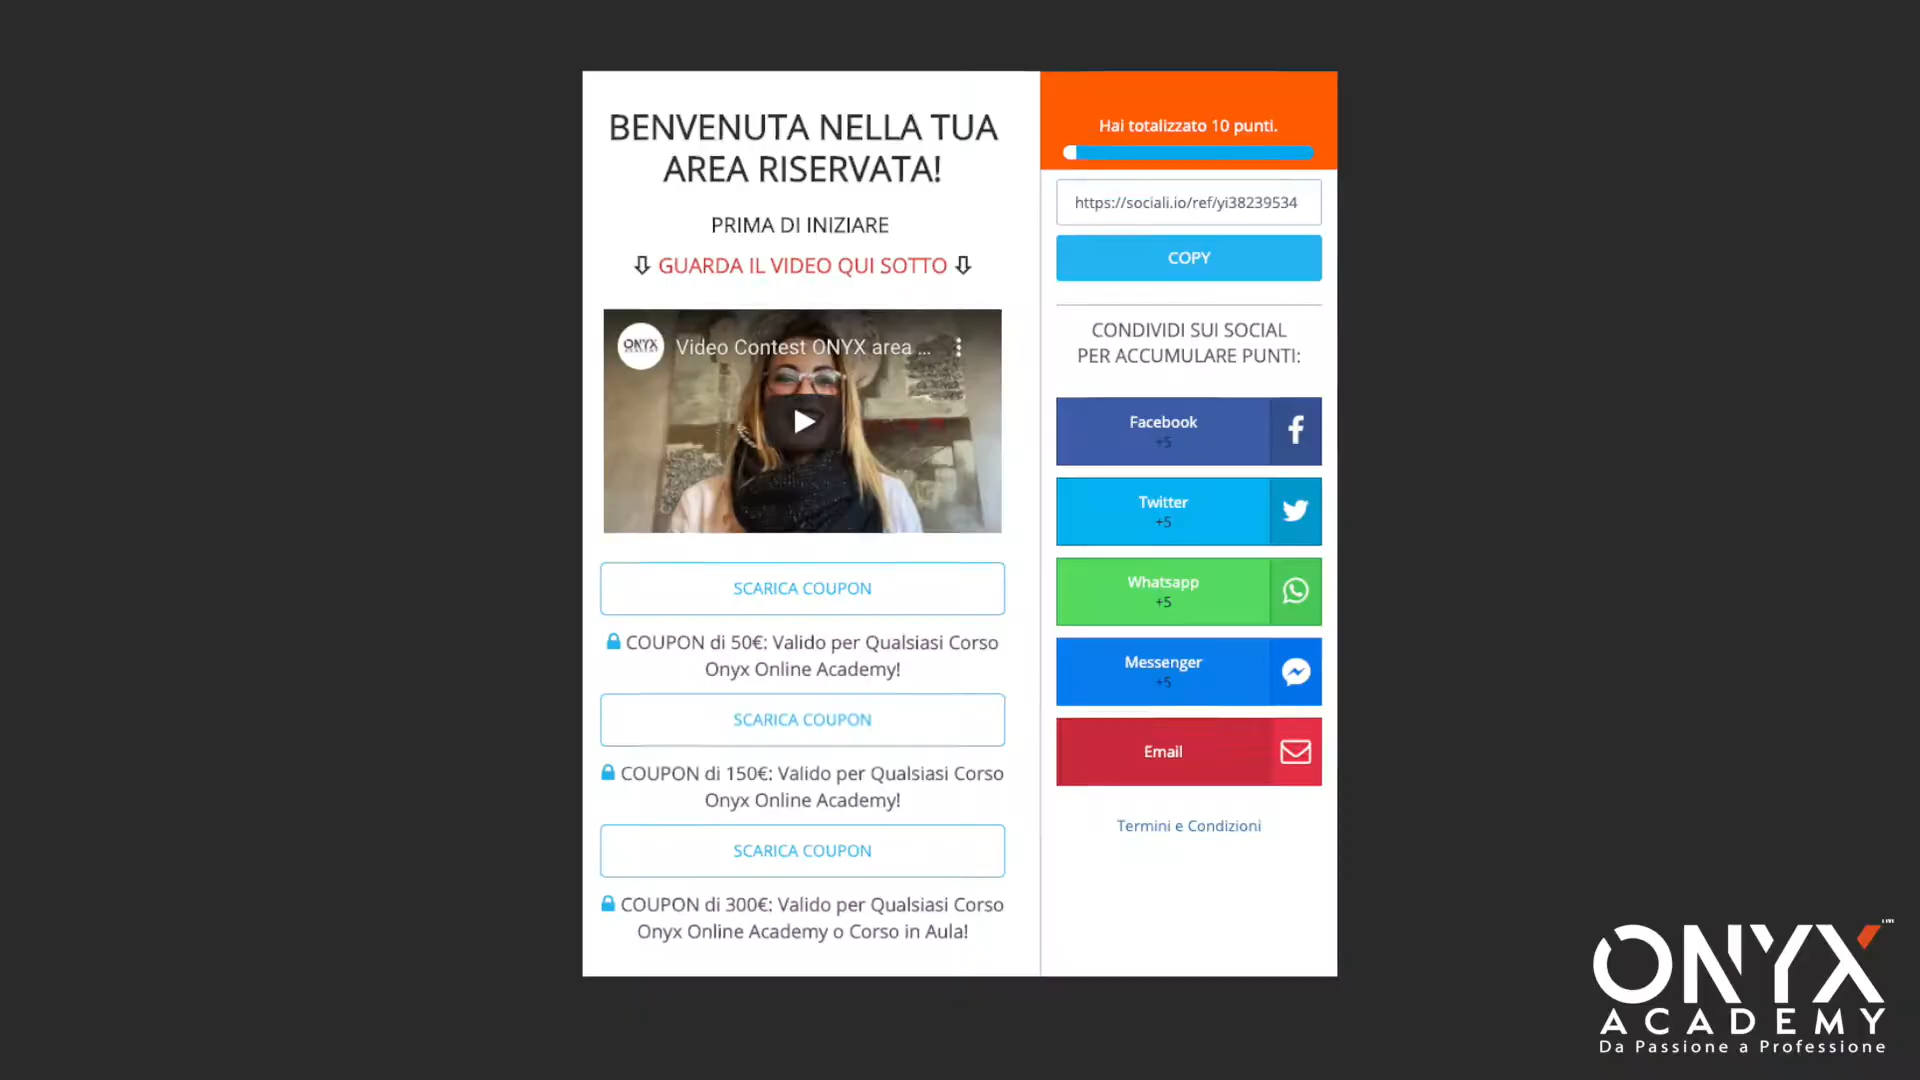 BENVENUTA NELLA TUA
AREA RISERVATA!
PRIMA DI INIZIARE
⇩ GUARDA IL VIDEO QUI SOTTO ⇩
ONYX
ACADEMY
Video Contest ONYX area ...
SCARICA COUPON
COUPON di 50€: Valido per Qualsiasi Corso
Onyx Online Academy!
SCARICA COUPON
COUPON di 150€: Valido per Qualsiasi Corso
Onyx Online Academy!
SCARICA COUPON
COUPON di 300€: Valido per Qualsiasi Corso
Onyx Online Academy o Corso in Aula!
Hai totalizzato 10 punti.
https://sociali.io/ref/yi38239534
COPY
CONDIVIDI SUI SOCIAL
PER ACCUMULARE PUNTI:
Facebook
+5
Twitter
+5
Whatsapp
+5
Messenger
+5
Email
Termini e Condizioni
ONYX™
ACADEMY
Da Passione a Professione